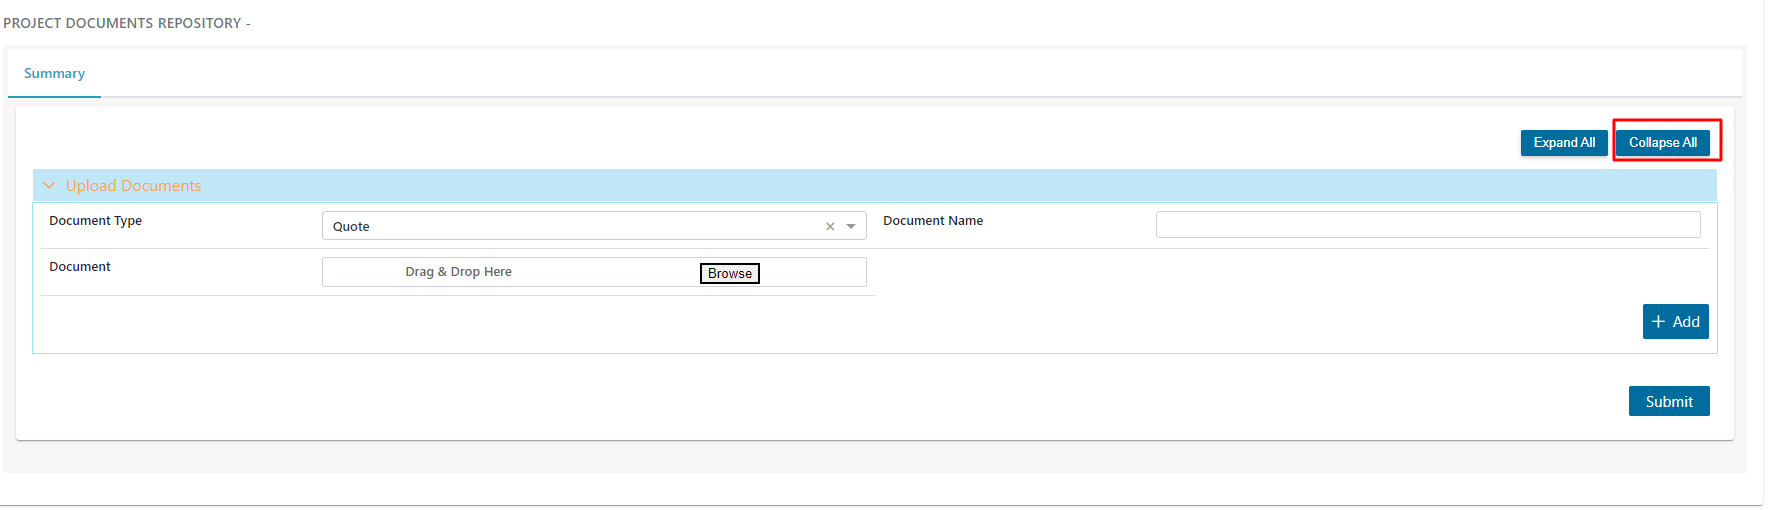 PROJECT DOCUMENTS REPOSITORY -
Summary
Expand All Collapse All
Upload Documents
Document Type Quote Document Name
Document Drag & Drop Here Browse
+ Add
Submit